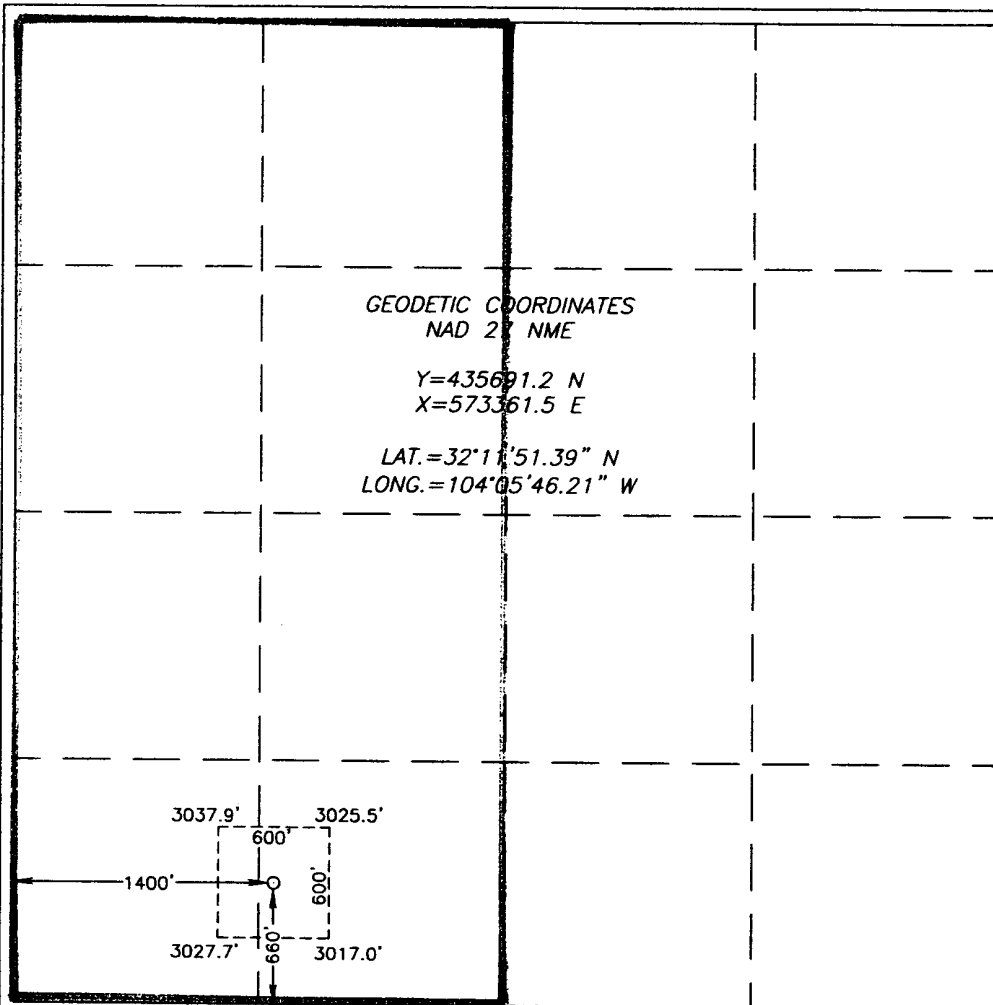 GEODETIC COORDINATES
NAD 27 NME
Y=435691.2 N
X=573361.5 E
LAT.=32°11'51.39" N
LONG.=104°05'46.21" W
3037.9' 3025.5'
600'
1400'
600'
660'
3027.7' 3017.0'